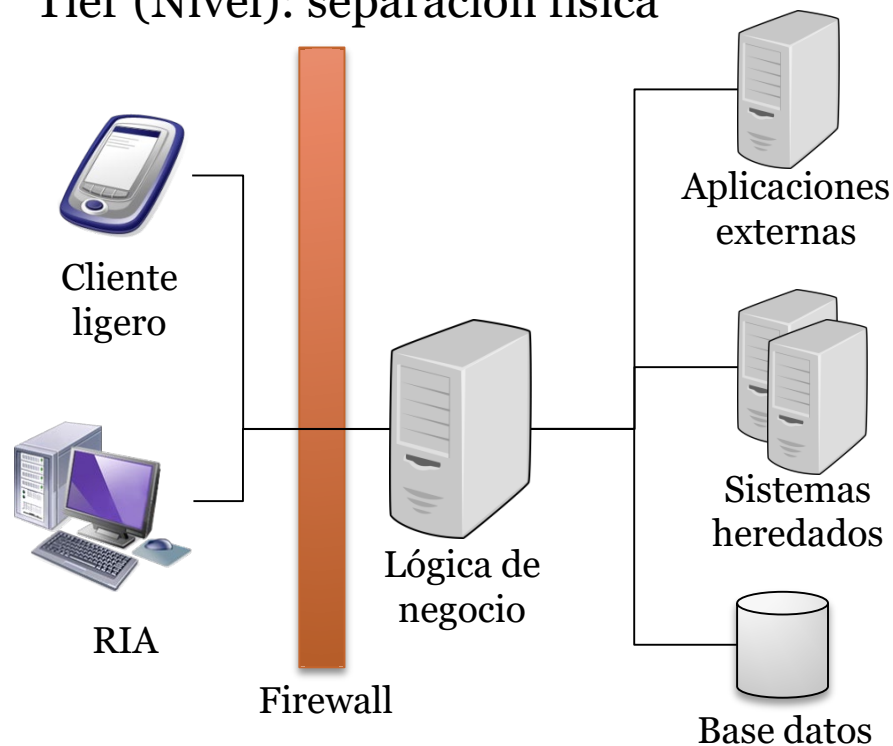 Tier (Nivel): separación física
Cliente
ligero
RIA
Firewall
Lógica de
negocio
Aplicaciones
externas
Sistemas
heredados
Base datos